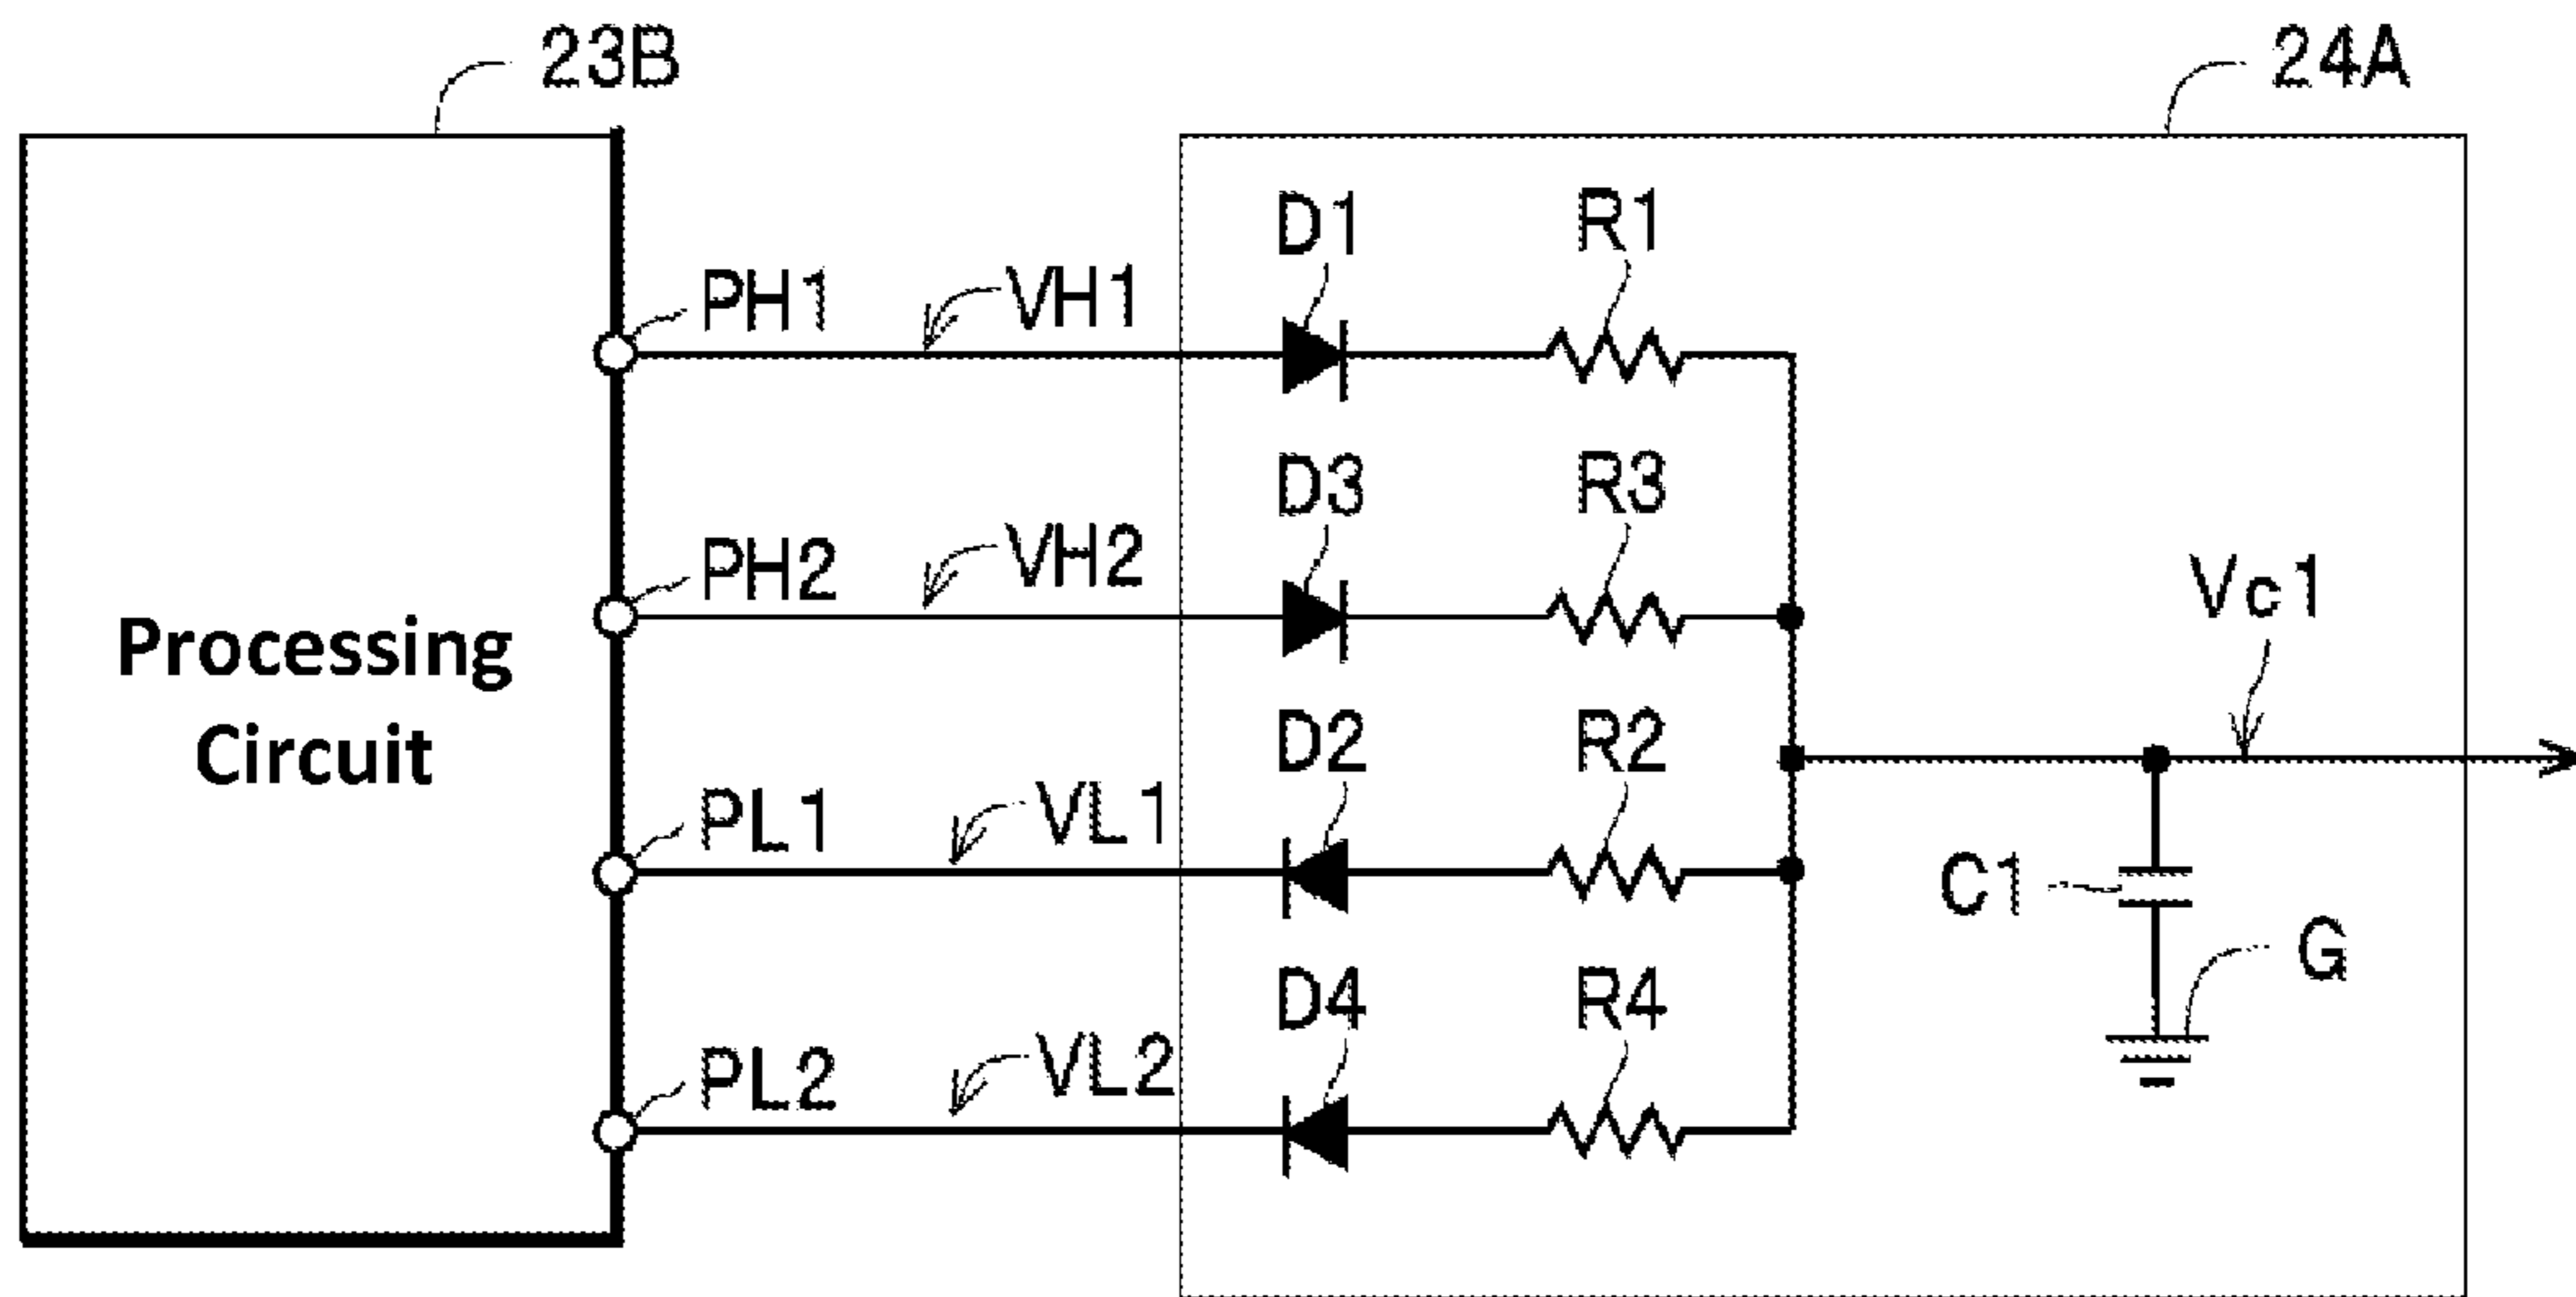 23B
24A
D1
R1
PH1
VH1
D3
R3
PH2
VH2
Vc1
Processing
Circuit
D2
R2
PL1
VL1
C1
G
D4
R4
PL2
VL2